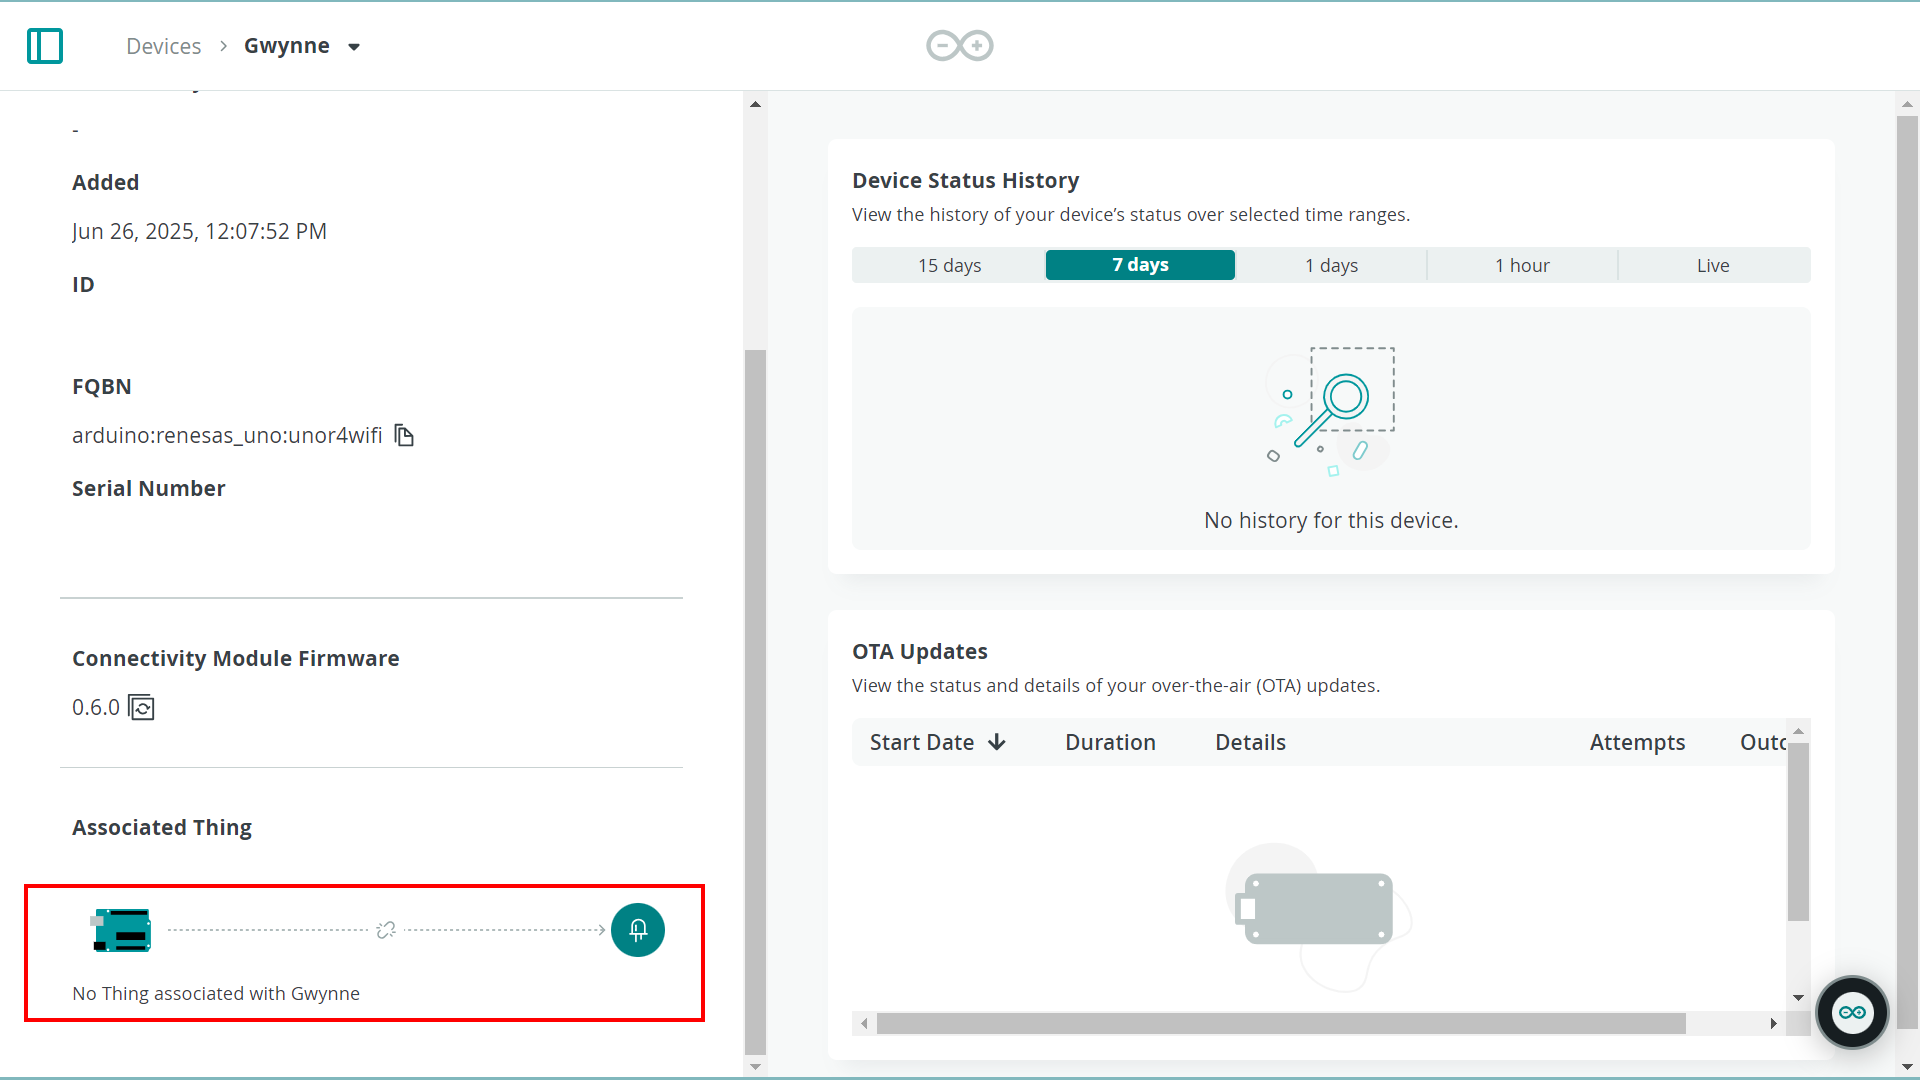 Devices > Gwynne
-
Added
Jun 26, 2025, 12:07:52 PM
ID
FQBN
arduino:renesas_uno:unor4wifi
Serial Number
Connectivity Module Firmware
0.6.0
Associated Thing
No Thing associated with Gwynne
Device Status History
View the history of your device’s status over selected time ranges.
15 days 7 days 1 days 1 hour Live
No history for this device.
OTA Updates
View the status and details of your over-the-air (OTA) updates.
Start Date Duration Details Attempts